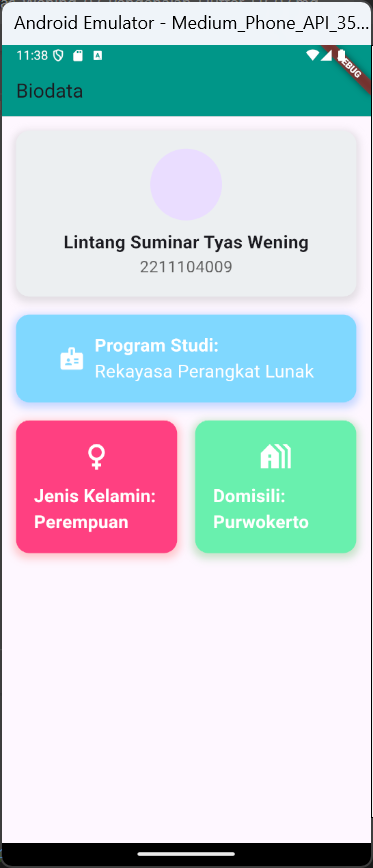 Android Emulator - Medium_Phone_API_35...
11:38
DEBUG
Biodata
Lintang Suminar Tyas Wening
2211104009
Program Studi:
Rekayasa Perangkat Lunak
Jenis Kelamin:
Perempuan
Domisili:
Purwokerto